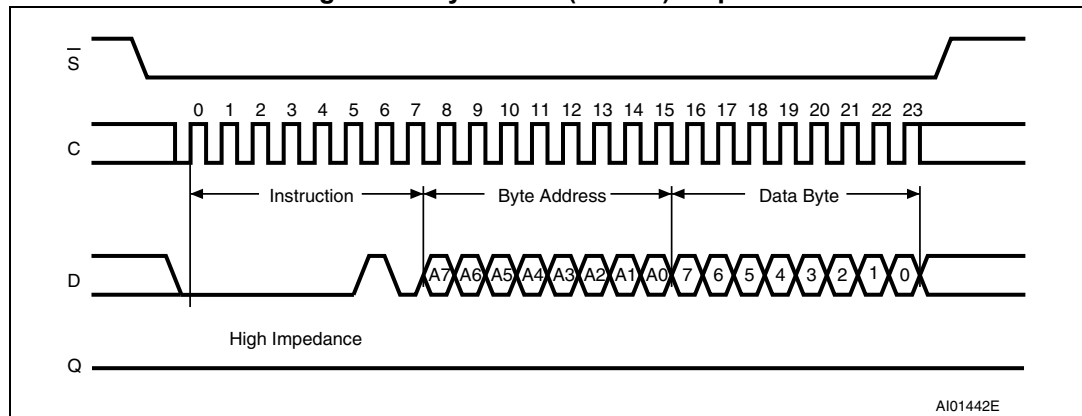 S
0 1 2 3 4 5 6 7 8 9 10 11 12 13 14 15 16 17 18 19 20 21 22 23
C
Instruction Byte Address Data Byte
D A7 A6 A5 A4 A3 A2 A1 A0 7 6 5 4 3 2 1 0
High Impedance
Q
AI01442E